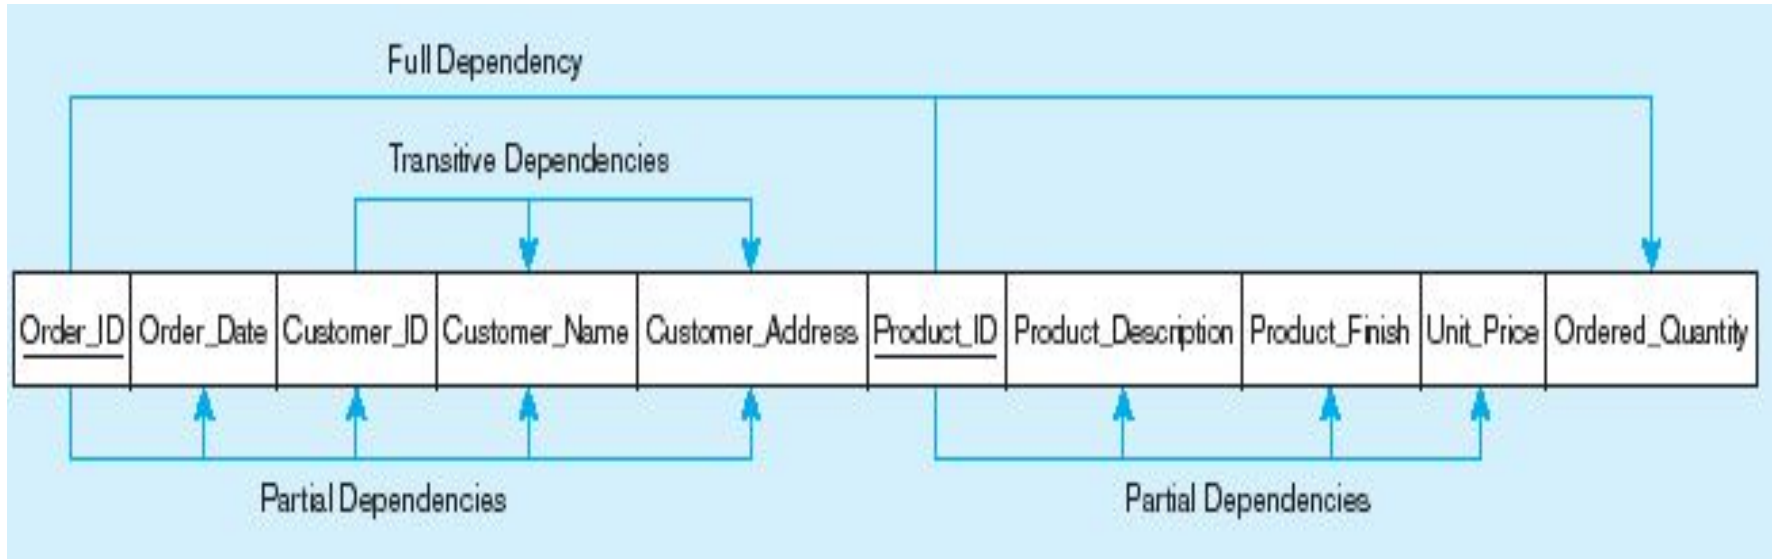 Full Dependency
Transitive Dependencies
Order_ID Order_Date Customer_ID Customer_Name Customer_Address Product_ID Product_Description Product_Finish Unit_Price Ordered_Quantity
Partial Dependencies Partial Dependencies